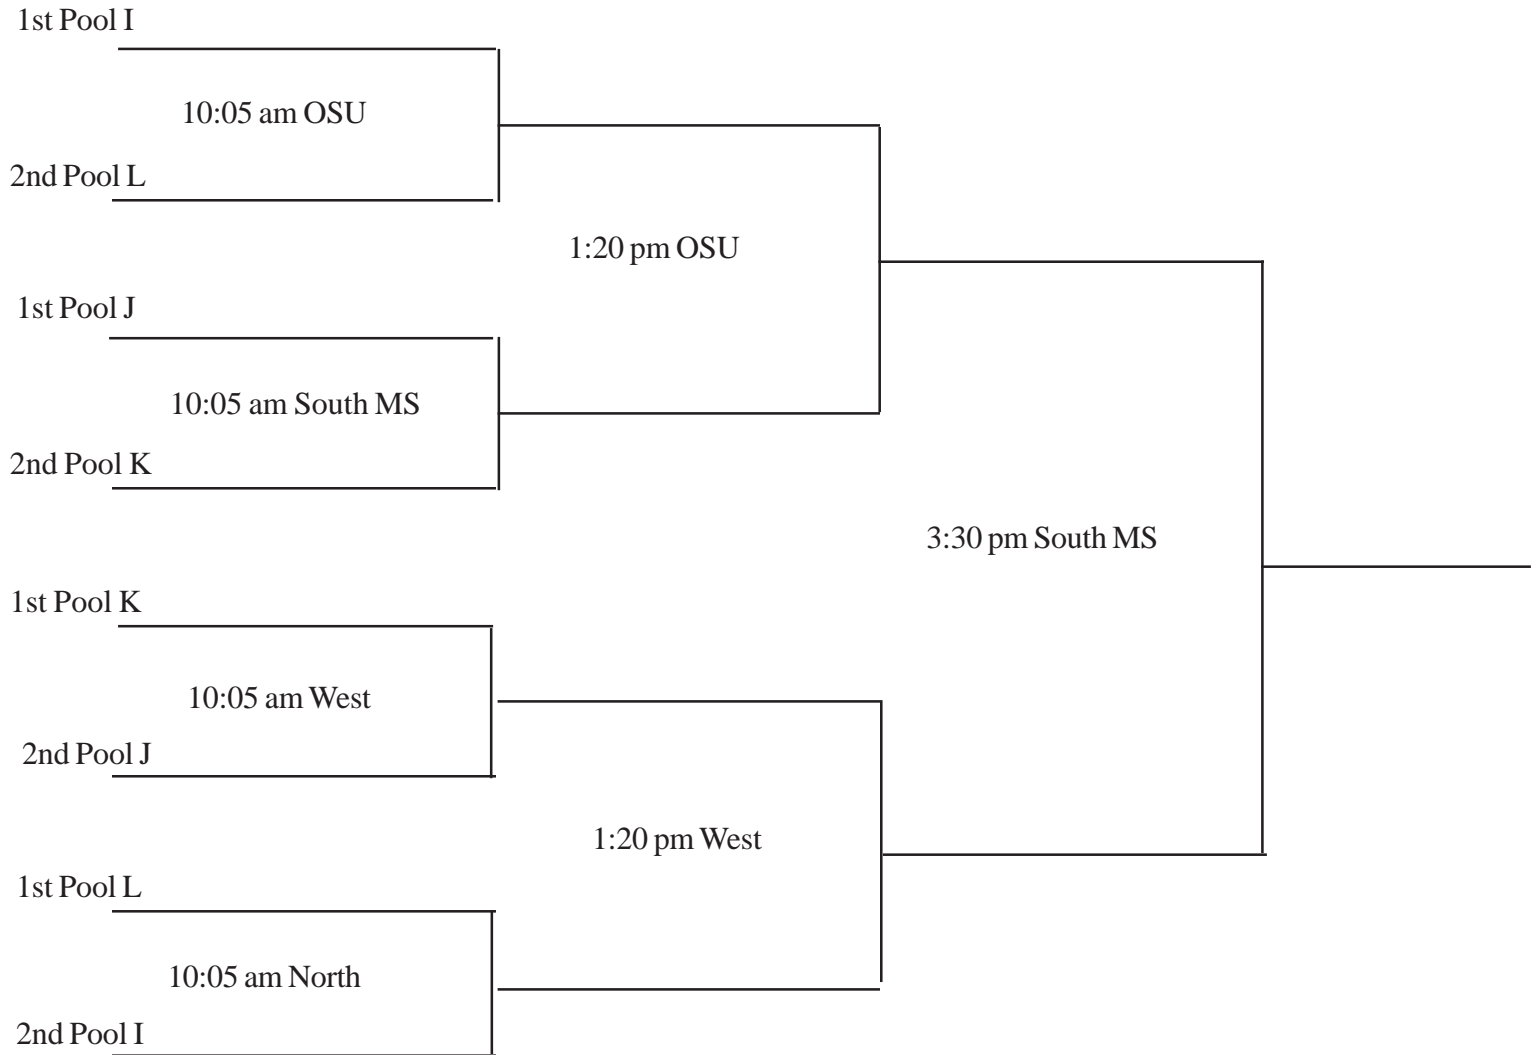 1st Pool I
10:05 am OSU
2nd Pool L
1:20 pm OSU
1st Pool J
10:05 am South MS
2nd Pool K
3:30 pm South MS
1st Pool K
10:05 am West
2nd Pool J
1:20 pm West
1st Pool L
10:05 am North
2nd Pool I